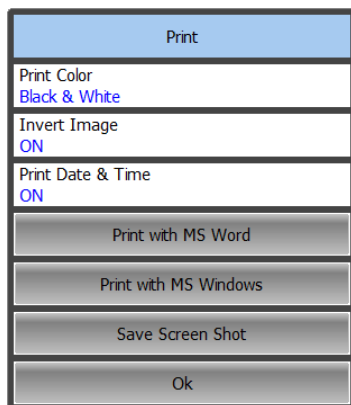 Print
Print Color
Black & White
Invert Image
ON
Print Date & Time
ON
Print with MS Word
Print with MS Windows
Save Screen Shot
Ok